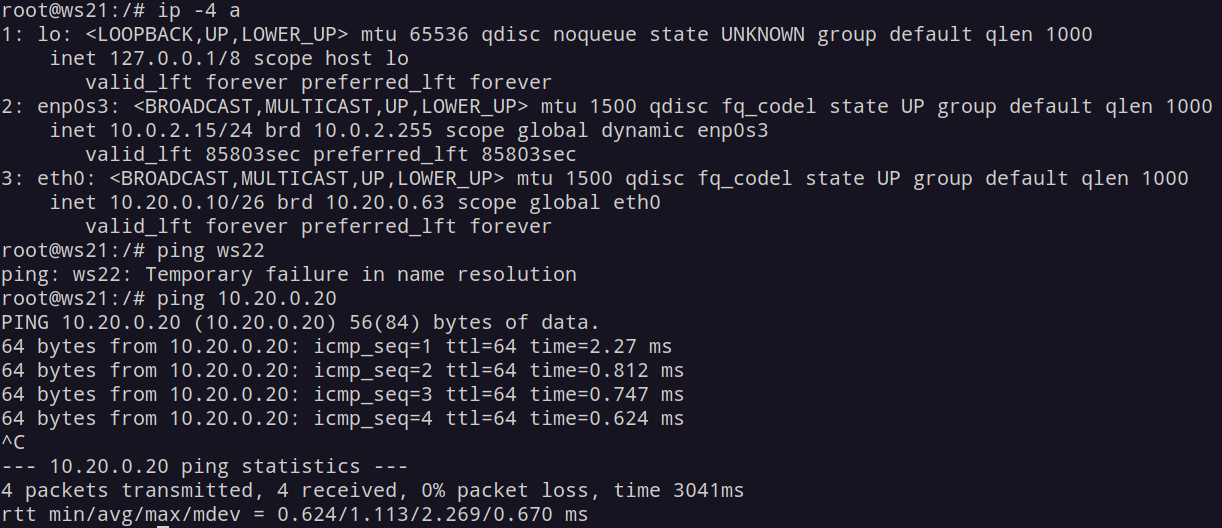 root@ws21:/# ip -4 a
1: lo: <LOOPBACK,UP,LOWER_UP> mtu 65536 qdisc noqueue state UNKNOWN group default qlen 1000
    inet 127.0.0.1/8 scope host lo
       valid_lft forever preferred_lft forever
2: enp0s3: <BROADCAST,MULTICAST,UP,LOWER_UP> mtu 1500 qdisc fq_codel state UP group default qlen 1000
    inet 10.0.2.15/24 brd 10.0.2.255 scope global dynamic enp0s3
       valid_lft 85803sec preferred_lft 85803sec
3: eth0: <BROADCAST,MULTICAST,UP,LOWER_UP> mtu 1500 qdisc fq_codel state UP group default qlen 1000
    inet 10.20.0.10/26 brd 10.20.0.63 scope global eth0
       valid_lft forever preferred_lft forever
root@ws21:/# ping ws22
ping: ws22: Temporary failure in name resolution
root@ws21:/# ping 10.20.0.20
PING 10.20.0.20 (10.20.0.20) 56(84) bytes of data.
64 bytes from 10.20.0.20: icmp_seq=1 ttl=64 time=2.27 ms
64 bytes from 10.20.0.20: icmp_seq=2 ttl=64 time=0.812 ms
64 bytes from 10.20.0.20: icmp_seq=3 ttl=64 time=0.747 ms
64 bytes from 10.20.0.20: icmp_seq=4 ttl=64 time=0.624 ms
^C
--- 10.20.0.20 ping statistics ---
4 packets transmitted, 4 received, 0% packet loss, time 3041ms
rtt min/avg/max/mdev = 0.624/1.113/2.269/0.670 ms